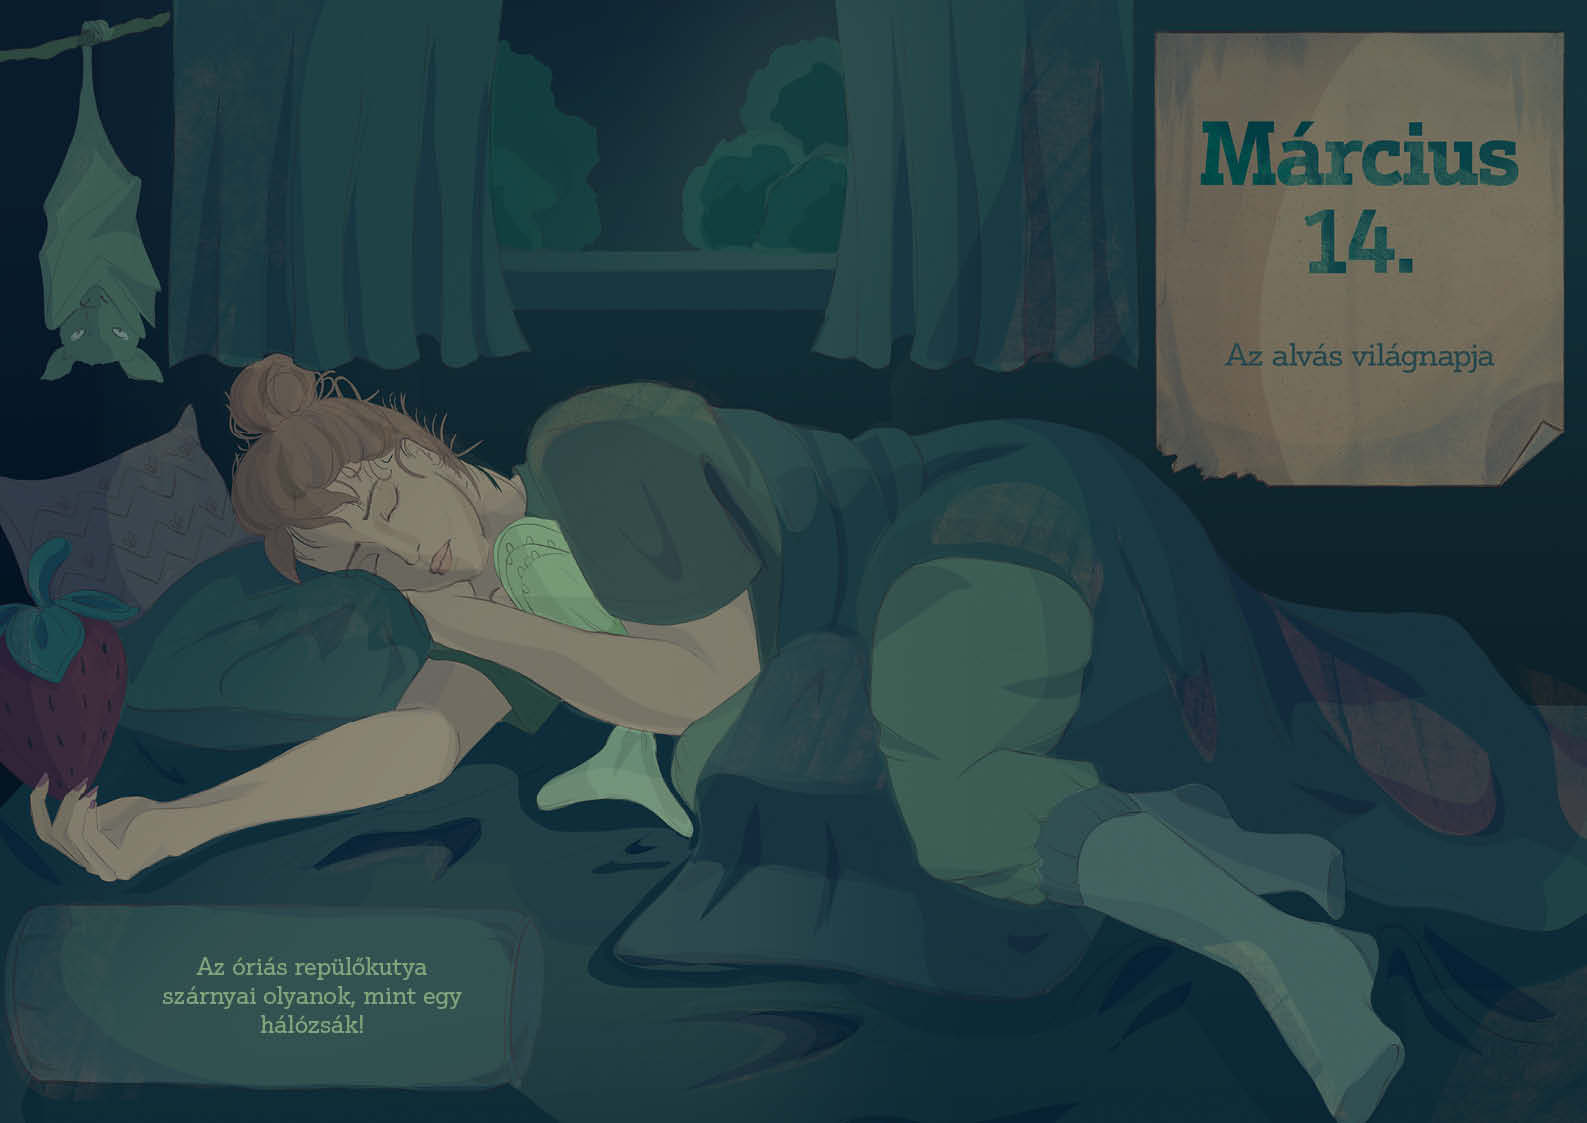 Március
14.
Az alvás világnapja
Az óriás repülőkutya
szárnyai olyanok, mint egy
hálózsák!